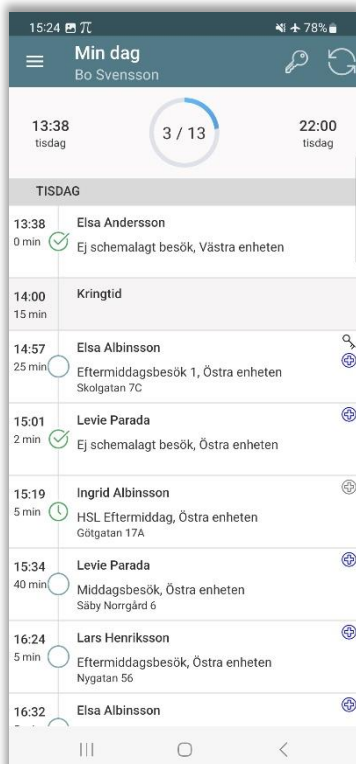 15:24 π 78%
Min dag
Bo Svensson
13:38
tisdag
3 / 13
22:00
tisdag
TISDAG
13:38 Elsa Andersson
0 min Ej schemalagt besök, Västra enheten
14:00 Kringtid
15 min
14:57 Elsa Albinsson
25 min Eftermiddagsbesök 1, Östra enheten
Skolgatan 7C
15:01 Levie Parada
2 min Ej schemalagt besök, Östra enheten
15:19 Ingrid Albinsson
5 min HSL Eftermiddag, Östra enheten
Götgatan 17A
15:34 Levie Parada
40 min Middagsbesök, Östra enheten
Säby Norrgård 6
16:24 Lars Henriksson
5 min Eftermiddagsbesök, Östra enheten
Nygatan 56
16:32 Elsa Albinsson